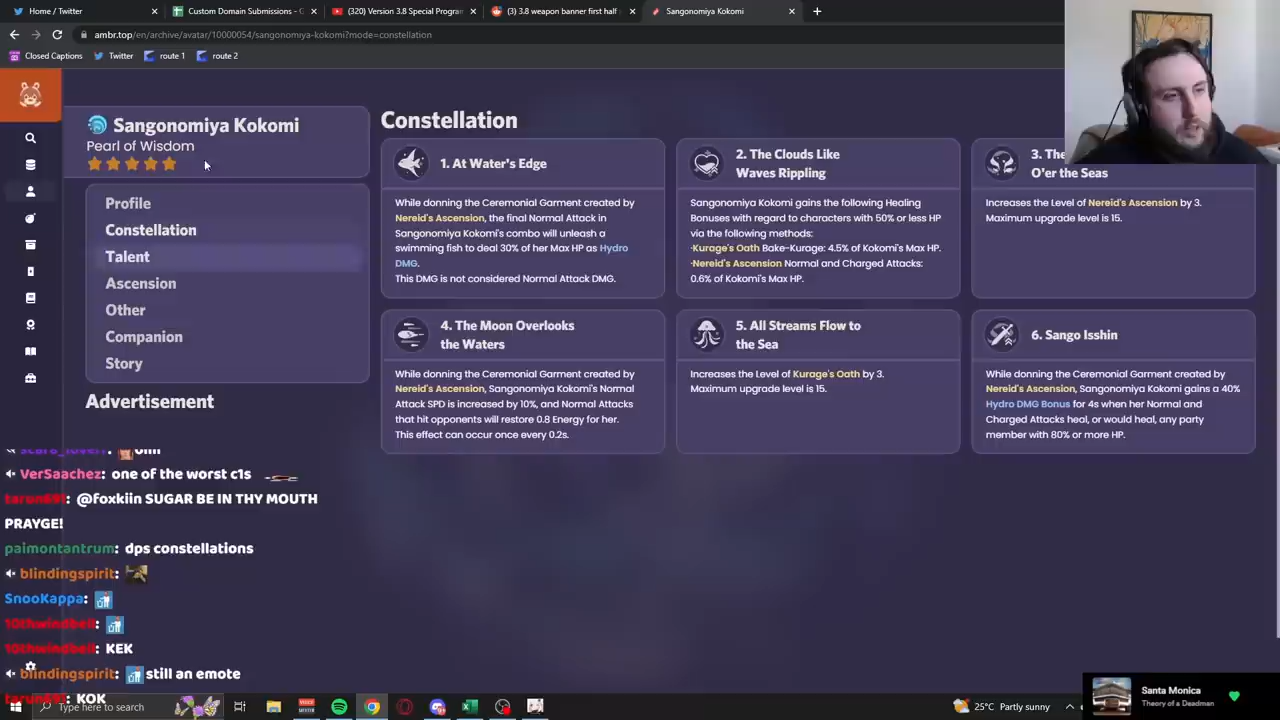 Home / Twitter
Custom Domain Submissions - G
(320) Version 3.8 Special Program
(3) 3.8 weapon banner first half
Sangonomiya Kokomi
ambr.top/en/archive/avatar/10000054/sangonomiya-kokomi?mode=constellation
Closed Captions
Twitter
route 1
route 2
Sangonomiya Kokomi
Pearl of Wisdom
Profile
Constellation
Talent
Ascension
Other
Companion
Story
Advertisement
Constellation
1. At Water's Edge
While donning the Ceremonial Garment created by
Nereid's Ascension, the final Normal Attack in
Sangonomiya Kokomi's combo will unleash a
swimming fish to deal 30% of her Max HP as Hydro
DMG.
This DMG is not considered Normal Attack DMG.
2. The Clouds Like
Waves Rippling
Sangonomiya Kokomi gains the following Healing
Bonuses with regard to characters with 50% or less HP
via the following methods:
·Kurage's Oath Bake-Kurage: 4.5% of Kokomi's Max HP.
·Nereid's Ascension Normal and Charged Attacks:
0.6% of Kokomi's Max HP.
3. The
O'er the Seas
Increases the Level of Nereid's Ascension by 3.
Maximum upgrade level is 15.
4. The Moon Overlooks
the Waters
While donning the Ceremonial Garment created by
Nereid's Ascension, Sangonomiya Kokomi's Normal
Attack SPD is increased by 10%, and Normal Attacks
that hit opponents will restore 0.8 Energy for her.
This effect can occur once every 0.2s.
5. All Streams Flow to
the Sea
Increases the Level of Kurage's Oath by 3.
Maximum upgrade level is 15.
6. Sango Isshin
While donning the Ceremonial Garment created by
Nereid's Ascension, Sangonomiya Kokomi gains a 40%
Hydro DMG Bonus for 4s when her Normal and
Charged Attacks heal, or would heal, any party
member with 80% or more HP.
VerSaachez: one of the worst c1s
tarun691: @foxkiin SUGAR BE IN THY MOUTH
PRAYGE!
paimontantrum: dps constellations
blindingspirit:
SnooKappa:
10thwindbell:
10thwindbell: KEK
blindingspirit: still an emote
tarun691: KOK
Type here to search
25°C Partly sunny
Santa Monica
Theory of a Deadman